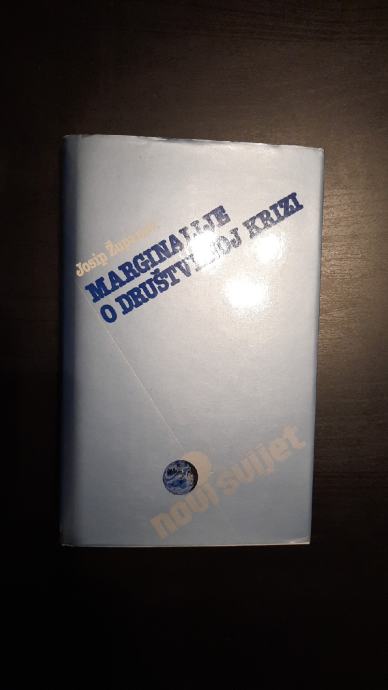 Josip Županov
MARGINALIJE
O DRUŠTVENOJ KRIZI
novi svijet